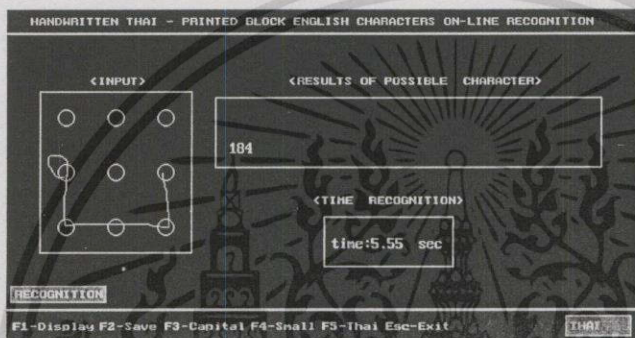 HANDWRITTEN THAI - PRINTED BLOCK ENGLISH CHARACTERS ON-LINE RECOGNITION
<INPUT>
<RESULTS OF POSSIBLE CHARACTER>
184
<TIME RECOGNITION>
time:5.55 sec
RECOGNITION
F1-Display F2-Save F3-Capital F4-Small F5-Thai Esc-Exit
THAI